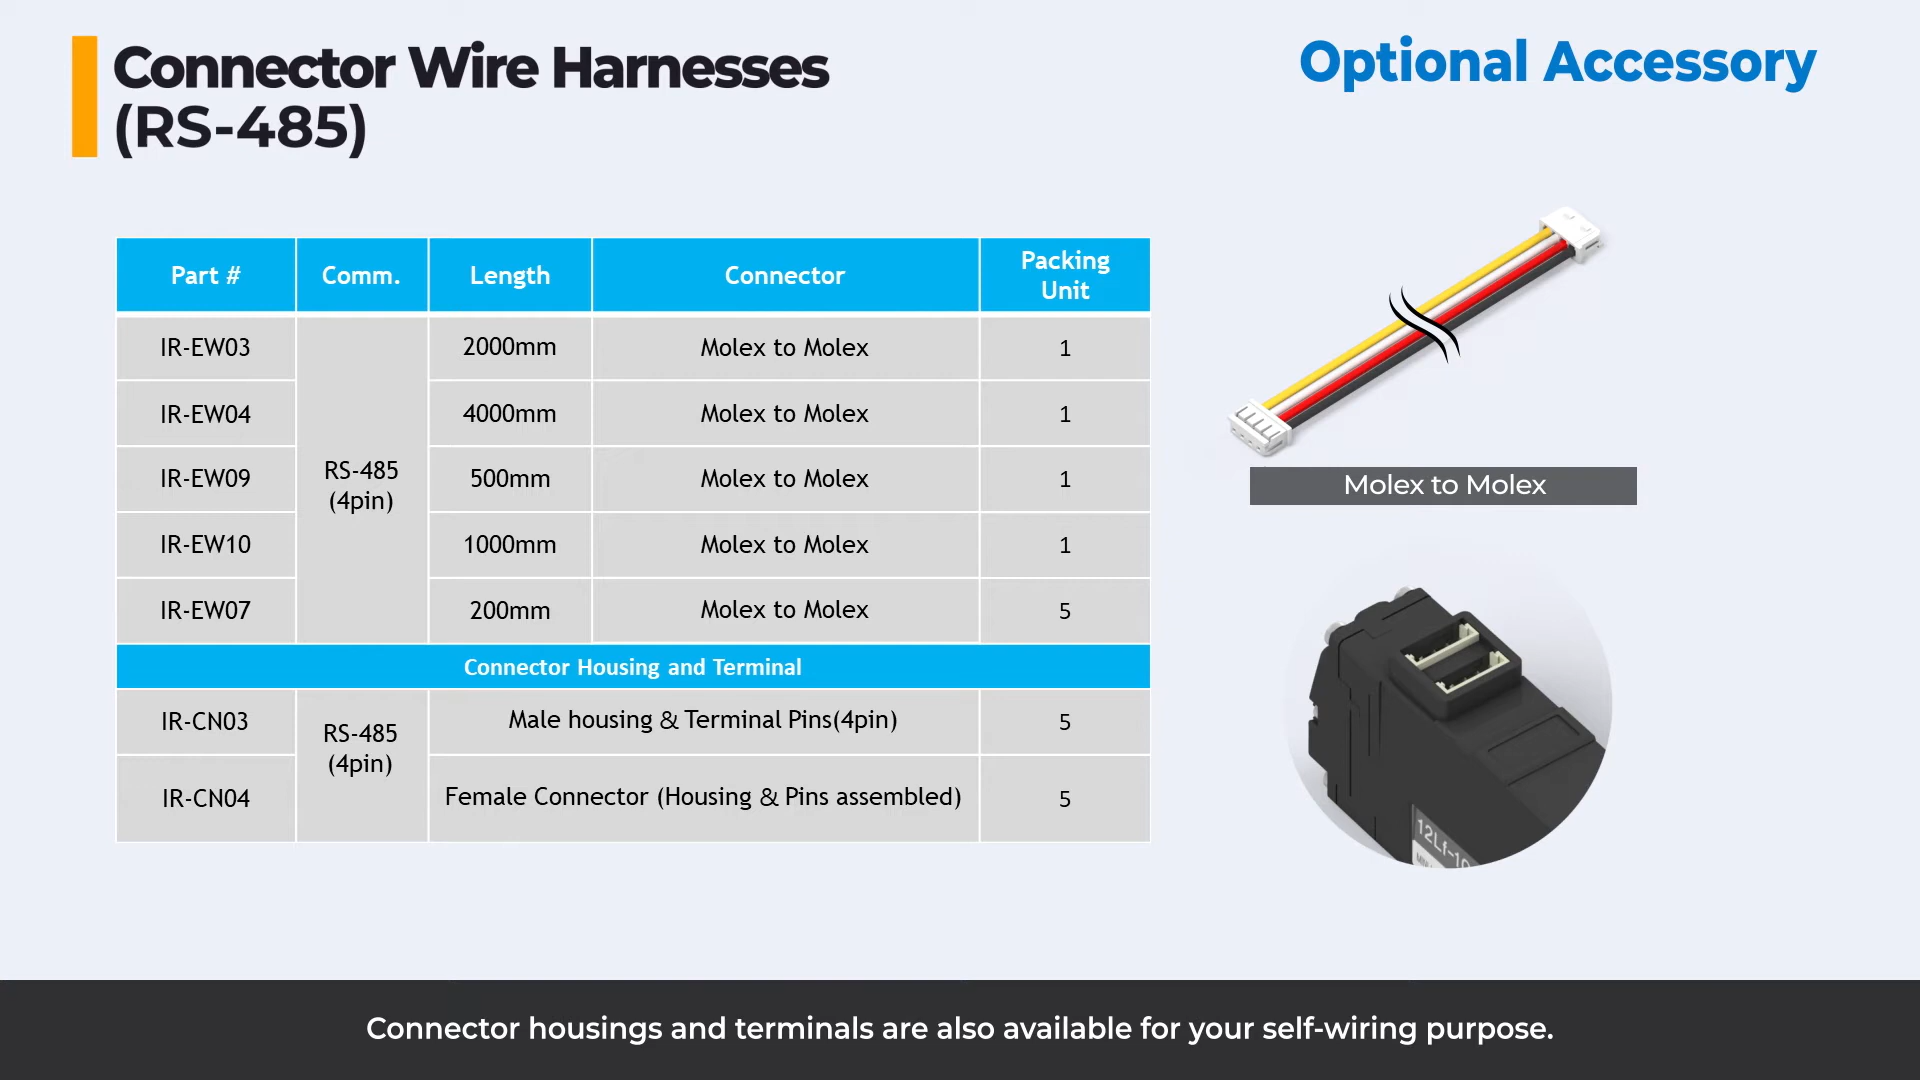 Connector Wire Harnesses
(RS-485)
Optional Accessory
Part # Comm. Length Connector Packing Unit
IR-EW03 2000mm Molex to Molex 1
IR-EW04 4000mm Molex to Molex 1
RS-485
(4pin)
IR-EW09 500mm Molex to Molex 1
IR-EW10 1000mm Molex to Molex 1
IR-EW07 200mm Molex to Molex 5
Connector Housing and Terminal
IR-CN03 Male housing & Terminal Pins(4pin) 5
RS-485
(4pin)
IR-CN04 Female Connector (Housing & Pins assembled) 5
Molex to Molex
12Lf-10
Connector housings and terminals are also available for your self-wiring purpose.